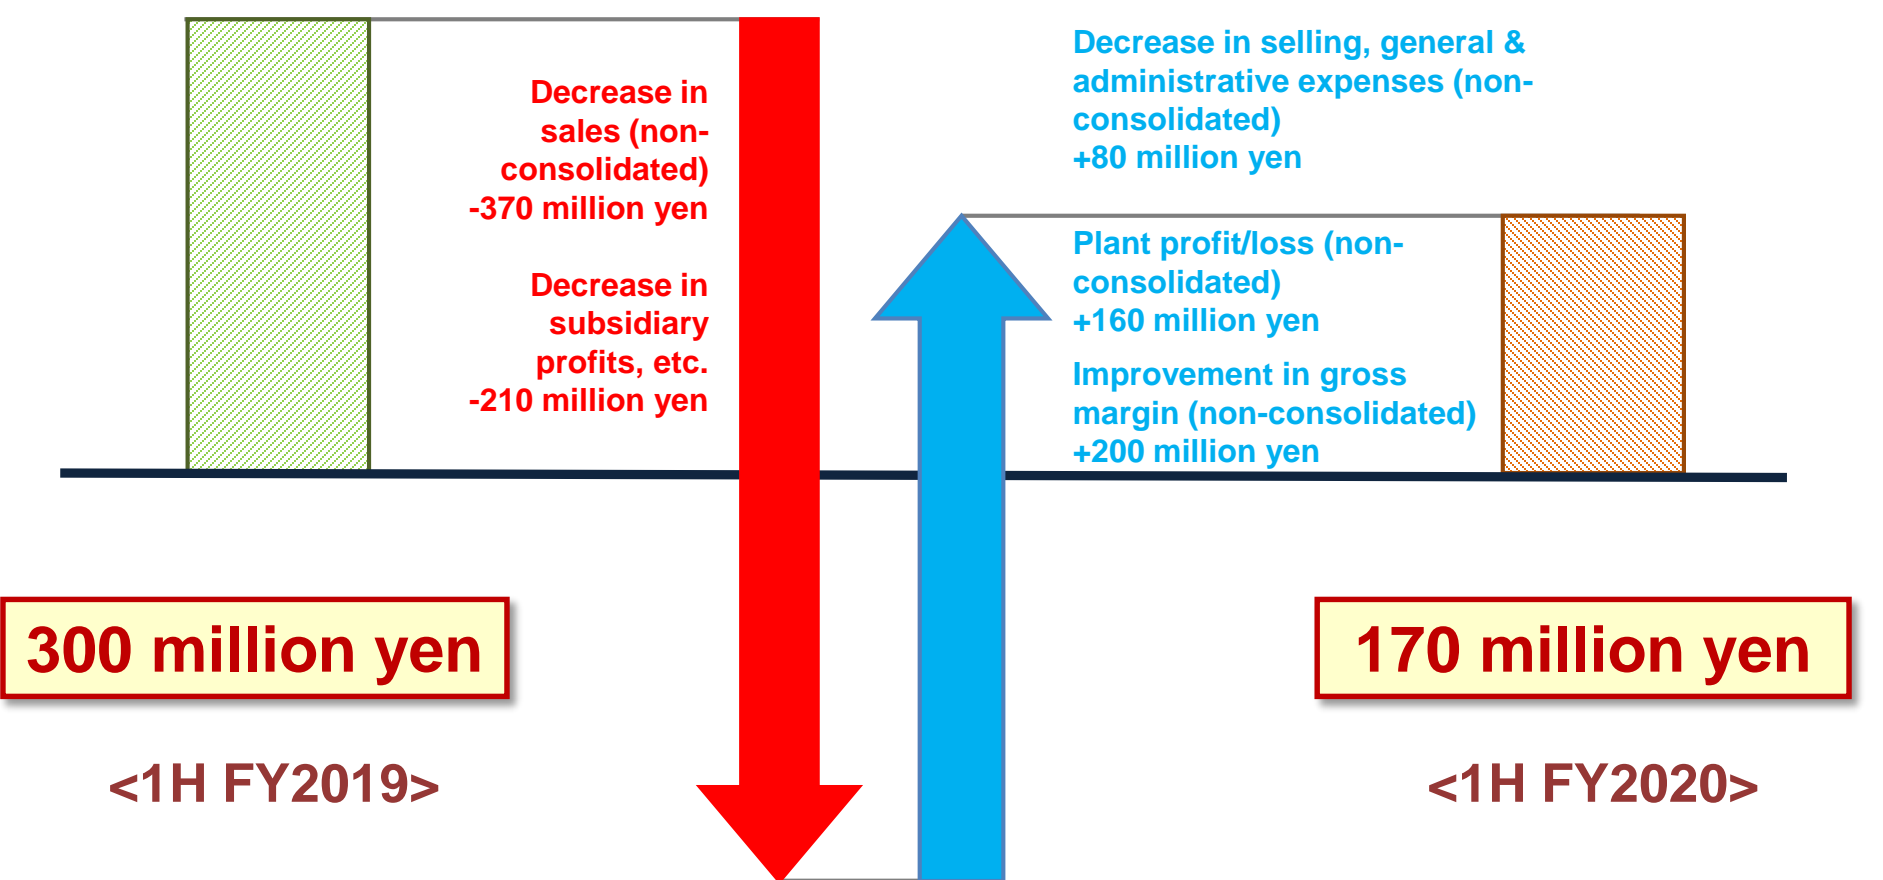 Decrease in
sales (non-
consolidated)
-370 million yen
Decrease in
subsidiary
profits, etc.
-210 million yen
Decrease in selling, general &
administrative expenses (non-
consolidated)
+80 million yen
Plant profit/loss (non-
consolidated)
+160 million yen
Improvement in gross
margin (non-consolidated)
+200 million yen
300 million yen
170 million yen
<1H FY2019>
<1H FY2020>